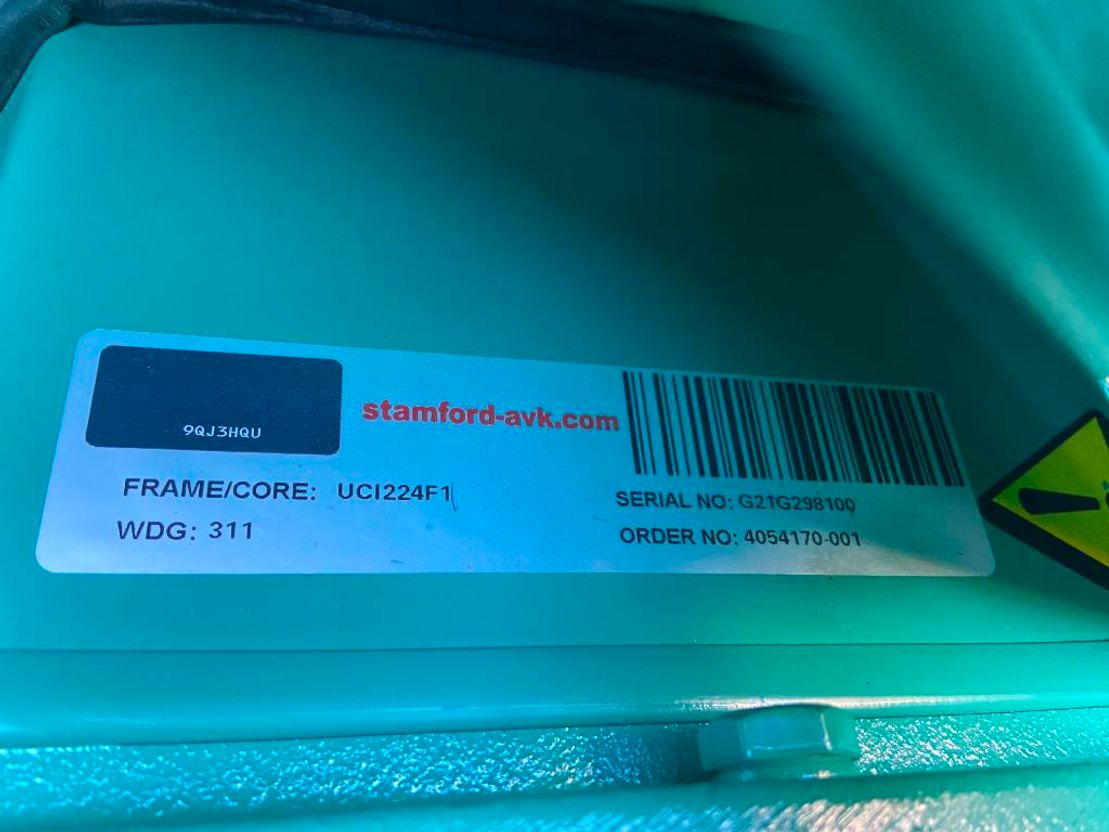 9QJ3HQU
stamford-avk.com
FRAME/CORE: UCI224F1
SERIAL NO: G21G298100
WDG: 311
ORDER NO: 4054170-001